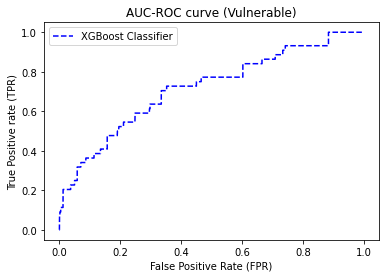 AUC-ROC curve (Vulnerable)
XGBoost Classifier
True Positive rate (TPR)
1.0
0.8
0.6
0.4
0.2
0.0
0.0 0.2 0.4 0.6 0.8 1.0
False Positive Rate (FPR)